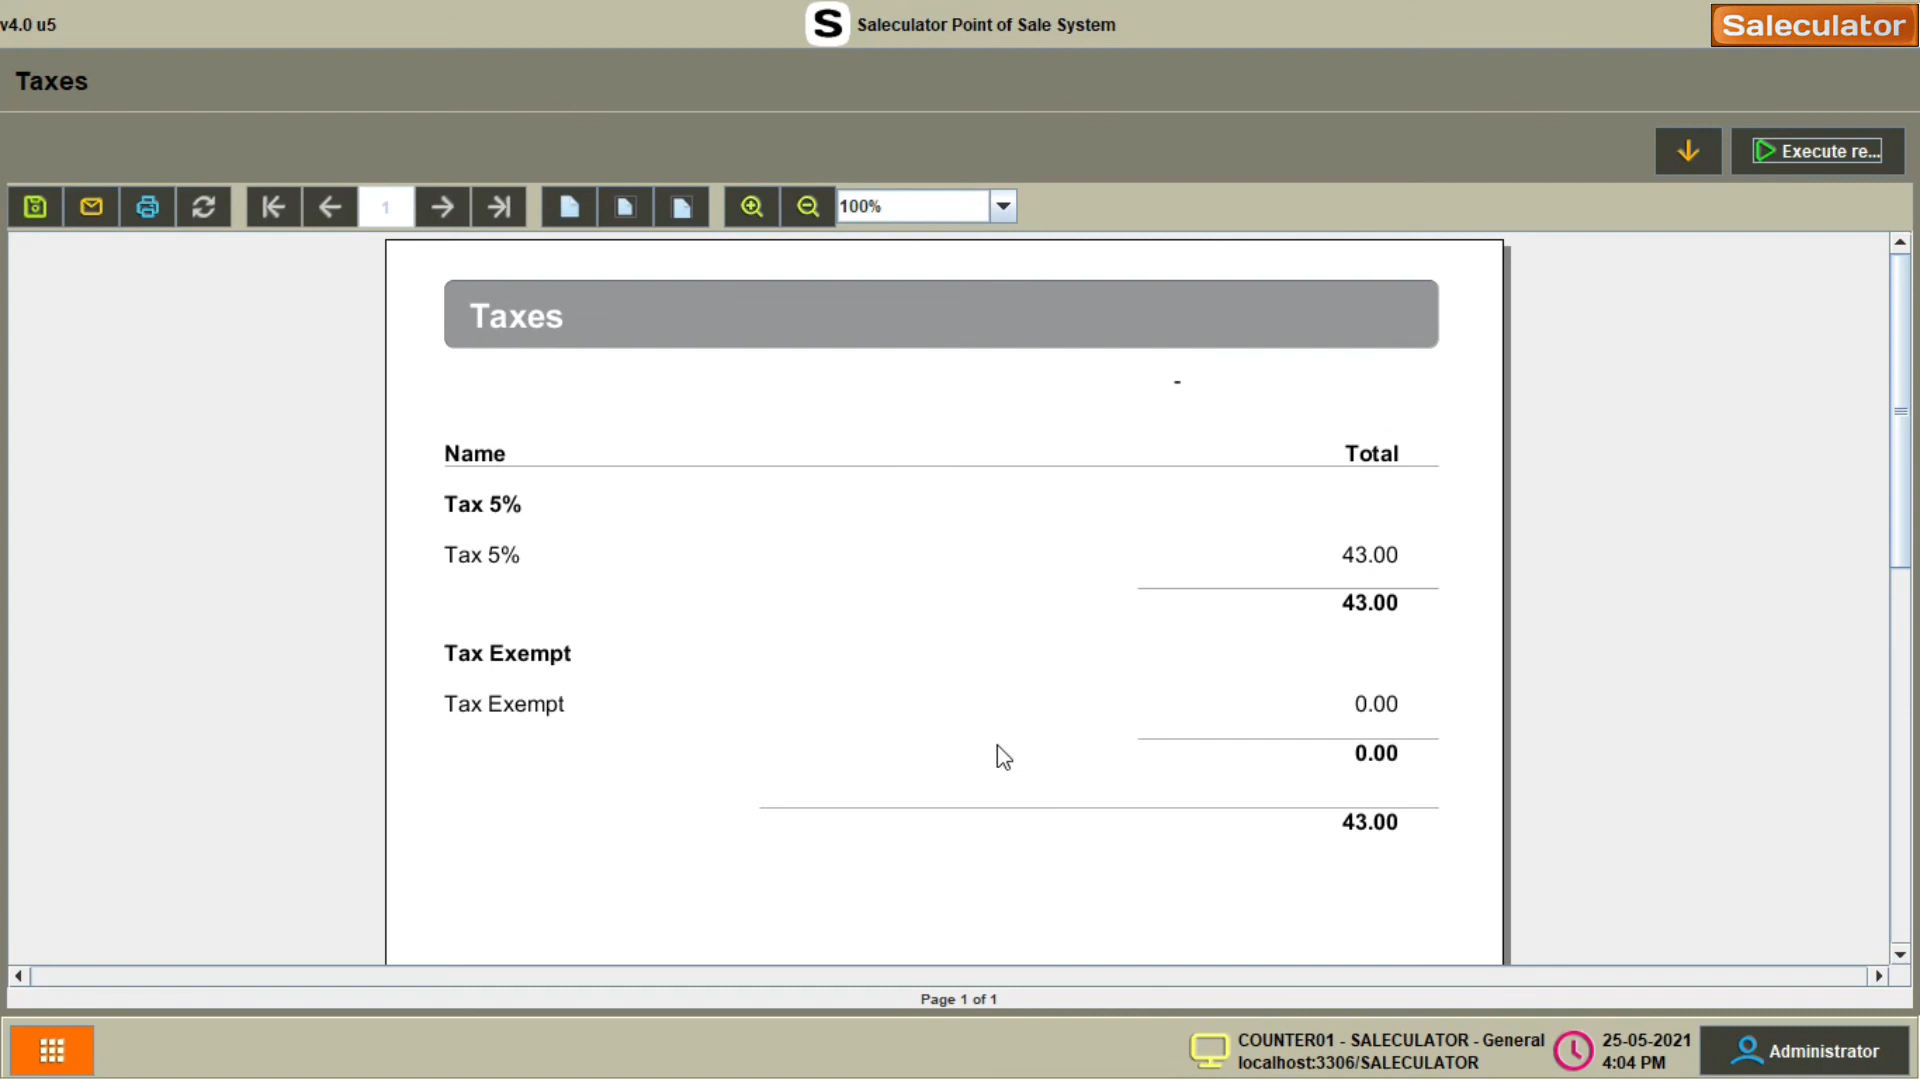 v4.0 u5
S Saleculator Point of Sale System
Saleculator
Taxes
Execute re...
1
100%
Taxes
-
Name Total
Tax 5%
Tax 5% 43.00
43.00
Tax Exempt
Tax Exempt 0.00
0.00
43.00
Page 1 of 1
COUNTER01 - SALECULATOR - General
localhost:3306/SALECULATOR
25-05-2021
4:04 PM
Administrator